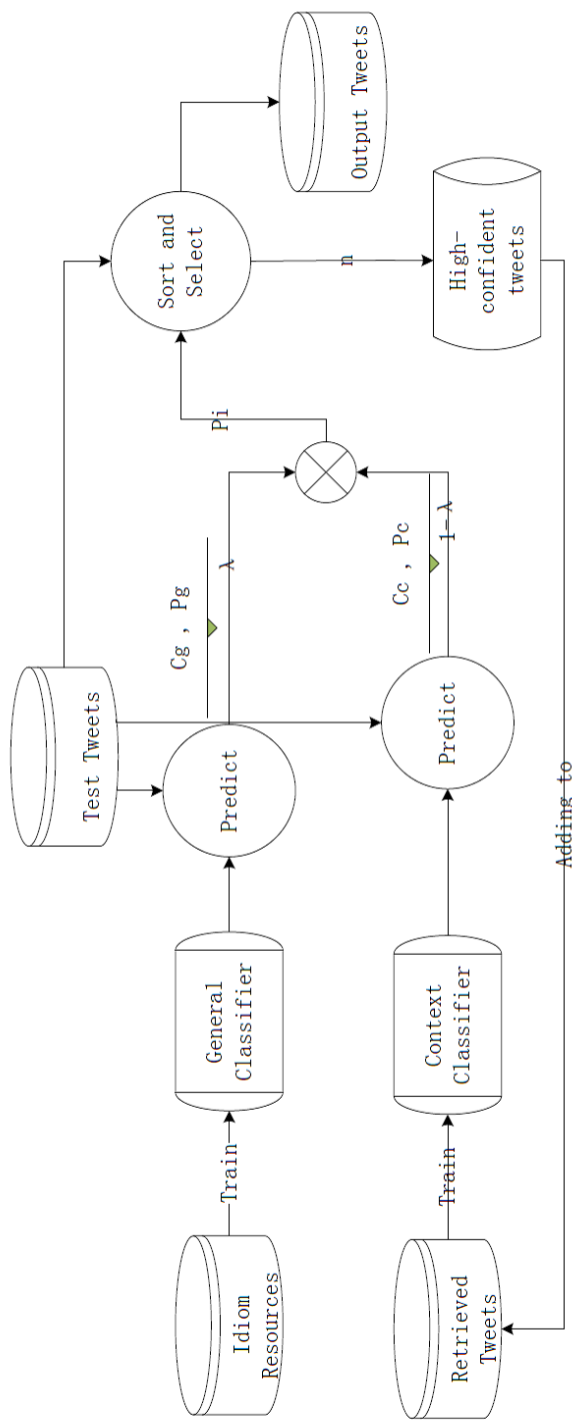 Test Tweets
Idiom
Resources
Train
General
Classifier
Predict
Cg , Pg
λ
Retrieved
Tweets
Train
Context
Classifier
Predict
Cc , Pc
1-λ
Pi
Sort and
Select
Output Tweets
n
High-
confident
tweets
Adding to